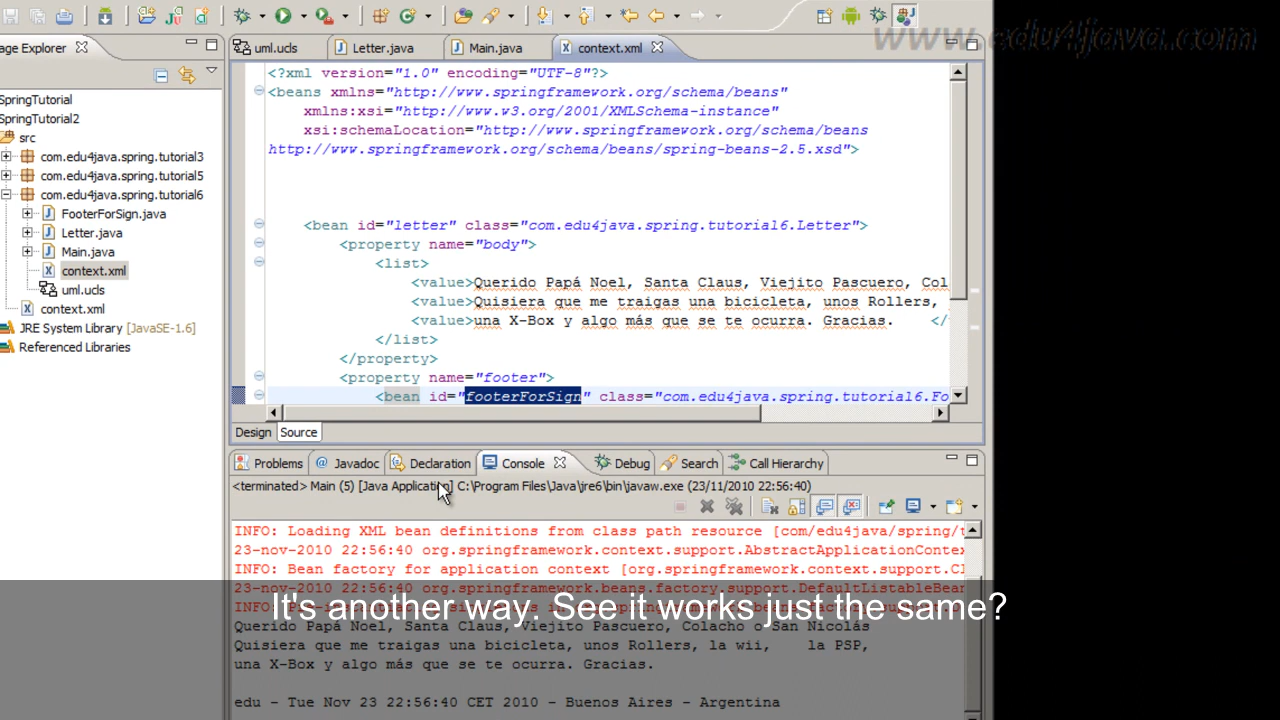 www.edu4java.com
age Explorer
uml.ucls
Letter.java
Main.java
context.xml
SpringTutorial
SpringTutorial2
src
com.edu4java.spring.tutorial3
com.edu4java.spring.tutorial5
com.edu4java.spring.tutorial6
FooterForSign.java
Letter.java
Main.java
context.xml
uml.ucls
context.xml
JRE System Library [JavaSE-1.6]
Referenced Libraries
<?xml version="1.0" encoding="UTF-8"?>
<beans xmlns="http://www.springframework.org/schema/beans"
xmlns:xsi="http://www.w3.org/2001/XMLSchema-instance"
xsi:schemaLocation="http://www.springframework.org/schema/beans
http://www.springframework.org/schema/beans/spring-beans-2.5.xsd">
<bean id="letter" class="com.edu4java.spring.tutorial6.Letter">
<property name="body">
<list>
<value>Querido Papá Noel, Santa Claus, Viejito Pascuero, Col
<value>Quisiera que me traigas una bicicleta, unos Rollers,
<value>una X-Box y algo más que se te ocurra. Gracias. </
</list>
</property>
<property name="footer">
<bean id="footerForSign" class="com.edu4java.spring.tutorial6.Fo
Design Source
Problems
Javadoc
Declaration
Console
Debug
Search
Call Hierarchy
<terminated> Main (5) [Java Application] C:\Program Files\Java\jre6\bin\javaw.exe (23/11/2010 22:56:40)
INFO: Loading XML bean definitions from class path resource [com/edu4java/spring/t
23-nov-2010 22:56:40 org.springframework.context.support.AbstractApplicationContex
INFO: Bean factory for application context [org.springframework.context.support.Cl
23-nov-2010 22:56:40 org.springframework.beans.factory.support.DefaultListableBean
It's another way. See it works just the same?
Querido Papá Noel, Santa Claus, Viejito Pascuero, Colacho o San Nicolás
Quisiera que me traigas una bicicleta, unos Rollers, la wii, la PSP,
una X-Box y algo más que se te ocurra. Gracias.
edu - Tue Nov 23 22:56:40 CET 2010 - Buenos Aires - Argentina